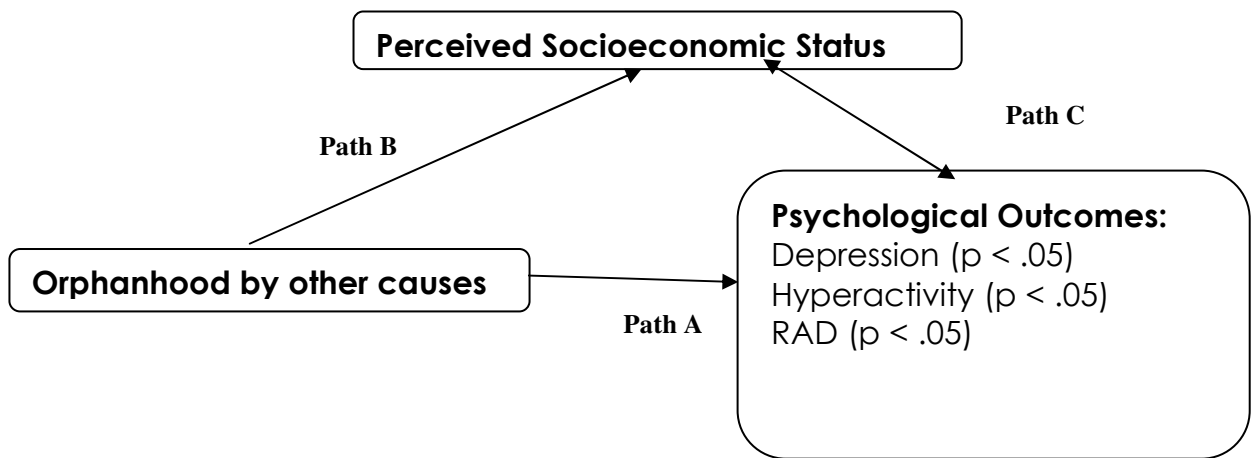 Perceived Socioeconomic Status
Path C
Path B
Psychological Outcomes:
Depression (p < .05)
Hyperactivity (p < .05)
RAD (p < .05)
Orphanhood by other causes
Path A